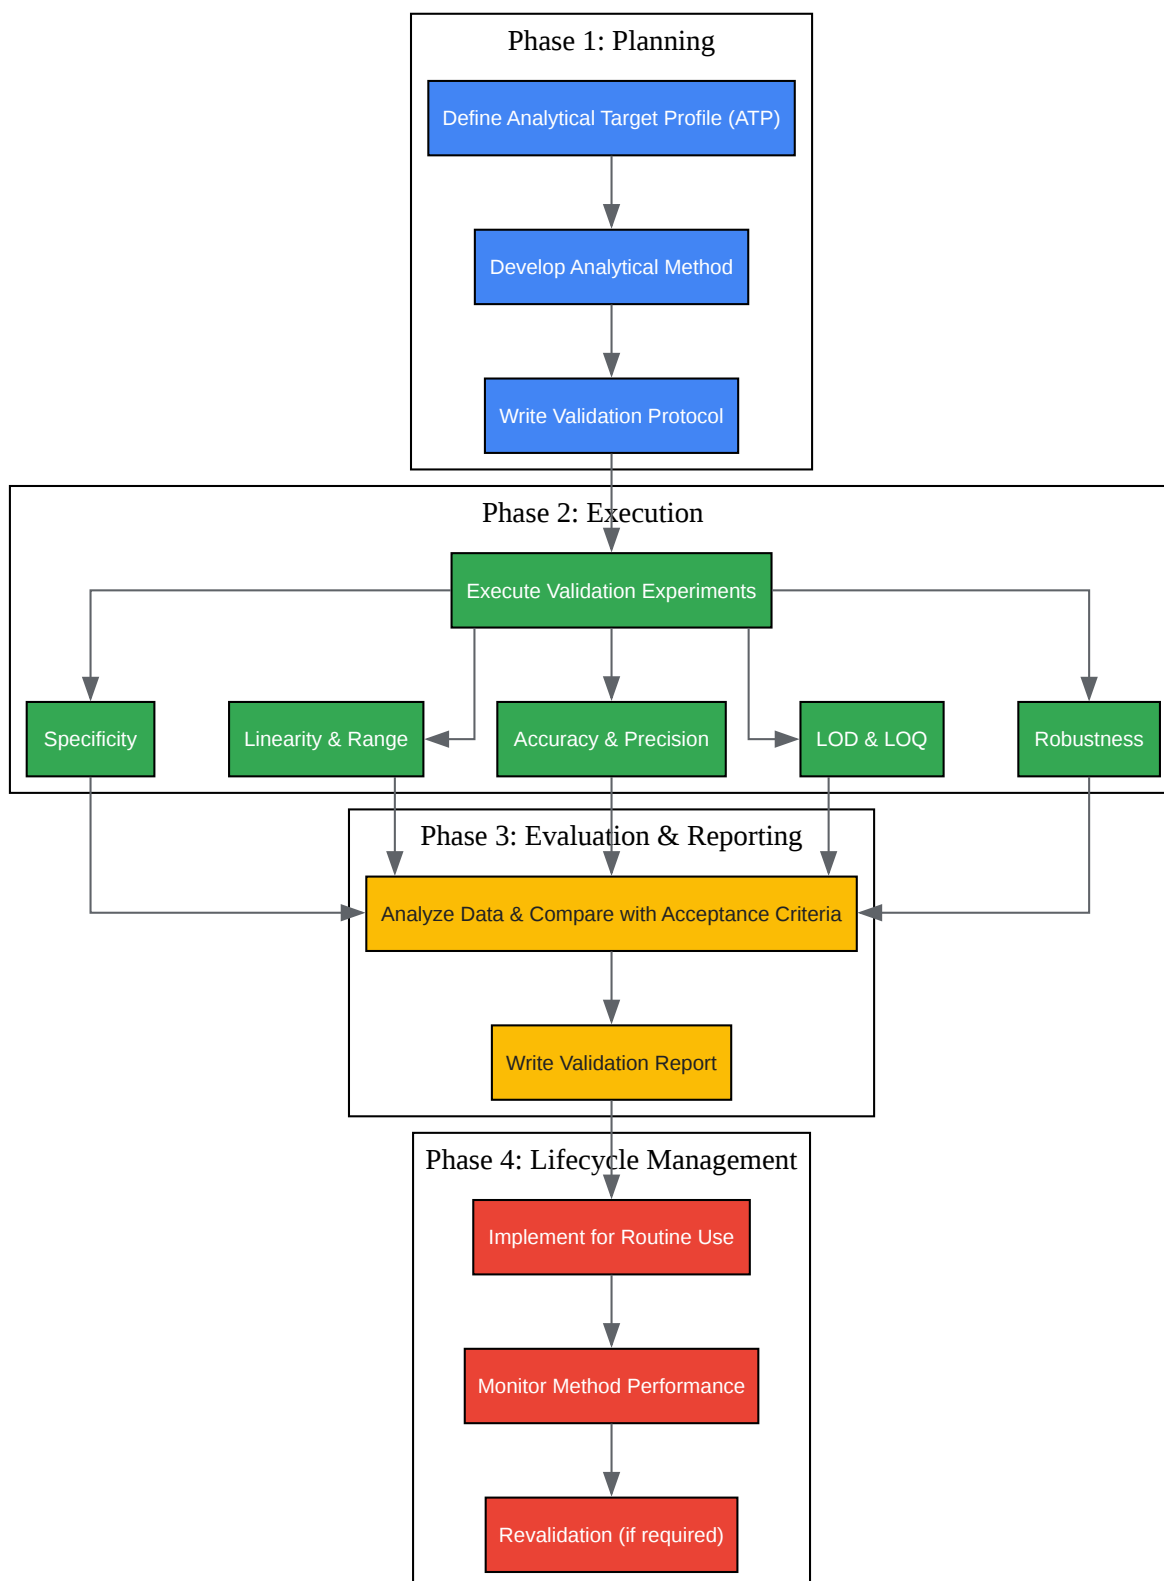 Phase 1: Planning
Define Analytical Target Profile (ATP)
Develop Analytical Method
Write Validation Protocol
Phase 2: Execution
Execute Validation Experiments
Specificity
Linearity & Range
Accuracy & Precision
LOD & LOQ
Robustness
Phase 3: Evaluation & Reporting
Analyze Data & Compare with Acceptance Criteria
Write Validation Report
Phase 4: Lifecycle Management
Implement for Routine Use
Monitor Method Performance
Revalidation (if required)